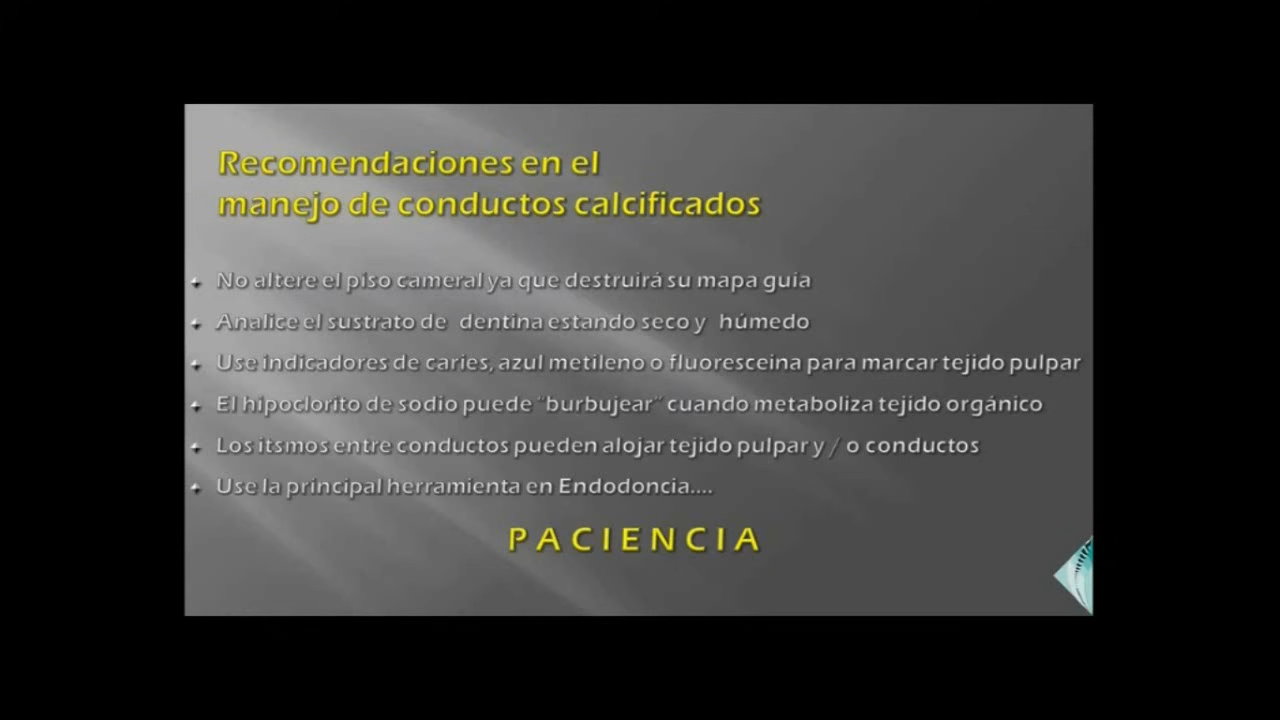 Recomendaciones en el
manejo de conductos calcificados
No altere el piso cameral ya que destruirá su mapa guía
Analice el sustrato de dentina estando seco y húmedo
Use indicadores de caries, azul metileno o fluoresceina para marcar tejido pulpar
El hipoclorito de sodio puede "burbujear" cuando metaboliza tejido orgánico
Los itsmos entre conductos pueden alojar tejido pulpar y / o conductos
Use la principal herramienta en Endodoncia....
P A C I E N C I A